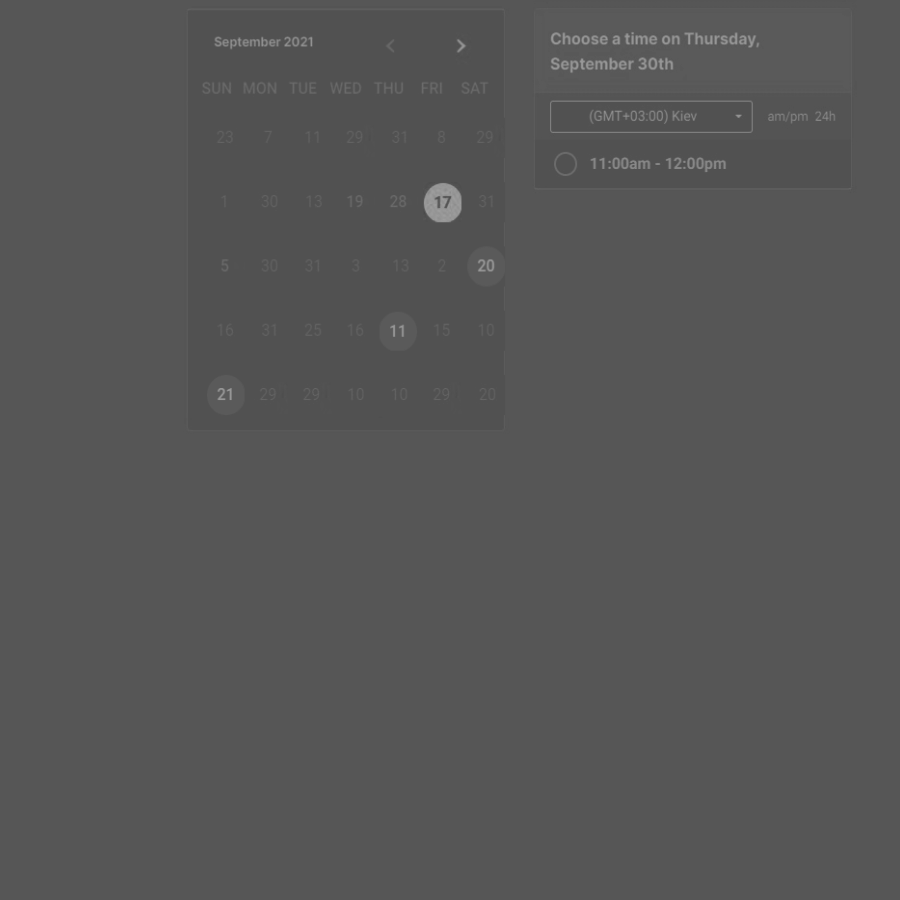 September 2021
SUN MON TUE WED THU FRI SAT
23 7 11 29 31 8 29
1 30 13 19 28 17 31
5 30 31 3 13 2 20
16 31 25 16 11 15 10
21 29 29 10 10 29 20
Choose a time on Thursday,
September 30th
(GMT+03:00) Kiev am/pm 24h
11:00am - 12:00pm